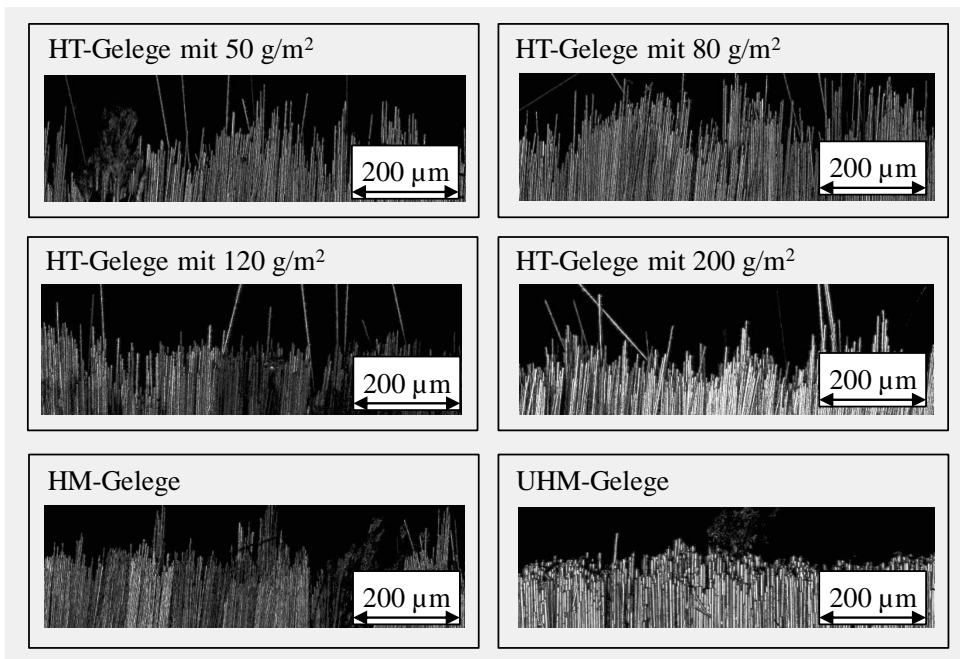 HT-Gelege mit 50 g/m²
200 µm
HT-Gelege mit 80 g/m²
200 µm
HT-Gelege mit 120 g/m²
200 µm
HT-Gelege mit 200 g/m²
200 µm
HM-Gelege
200 µm
UHM-Gelege
200 µm